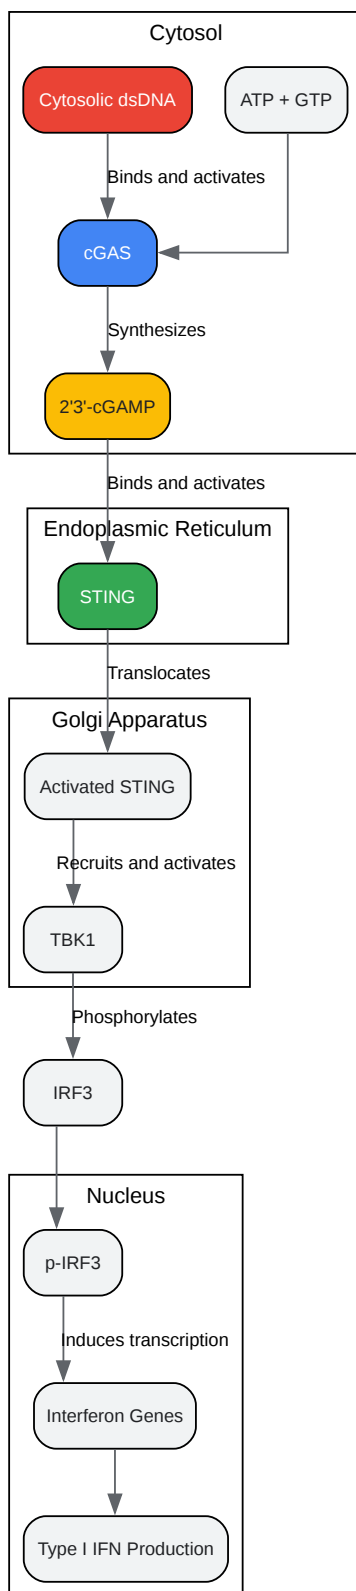 Cytosol
Cytosolic dsDNA
ATP + GTP
Binds and activates
cGAS
Synthesizes
2'3'-cGAMP
Binds and activates
Endoplasmic Reticulum
STING
Translocates
Golgi Apparatus
Activated STING
Recruits and activates
TBK1
Phosphorylates
IRF3
Nucleus
p-IRF3
Induces transcription
Interferon Genes
Type I IFN Production